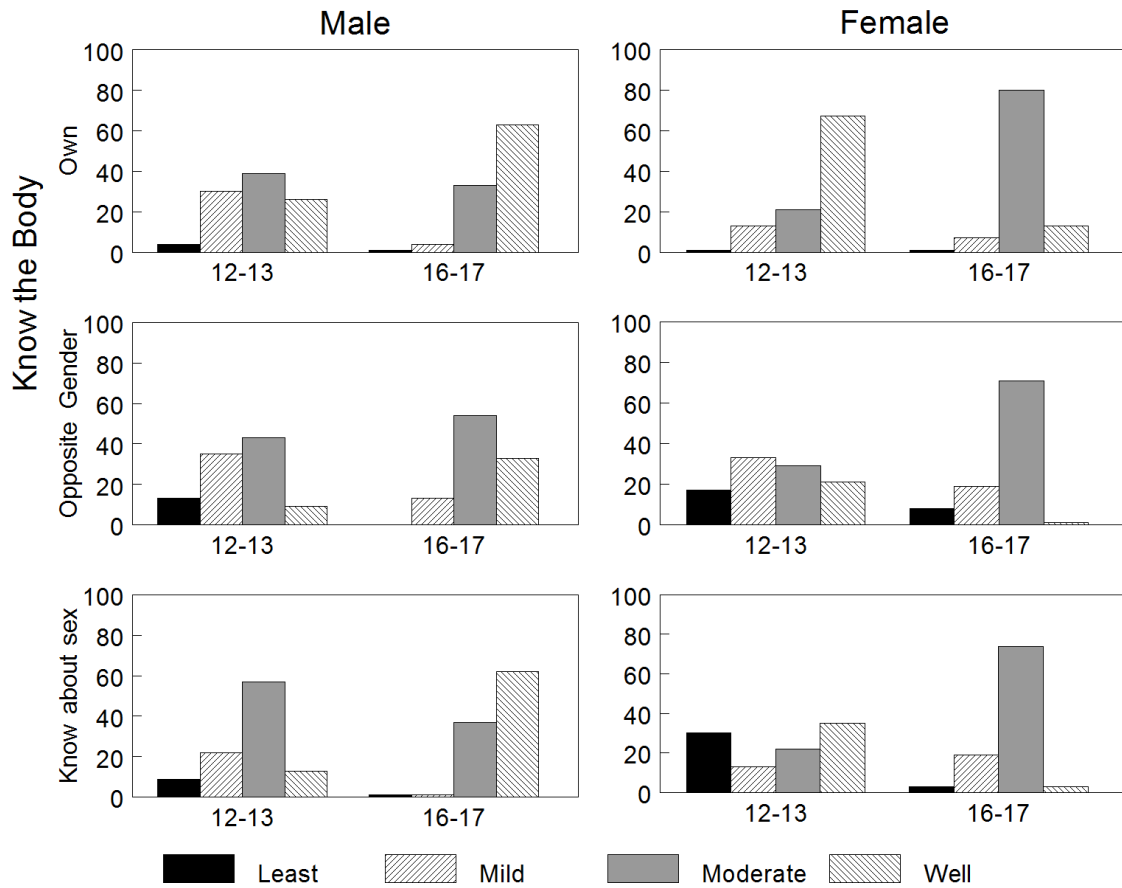 Male Female
Know the Body
Own
100 100
80 80
60 60
40 40
20 20
0 0
12-13 16-17 12-13 16-17
Opposite Gender
100 100
80 80
60 60
40 40
20 20
0 0
12-13 16-17 12-13 16-17
Know about sex
100 100
80 80
60 60
40 40
20 20
0 0
12-13 16-17 12-13 16-17
Least Mild Moderate Well